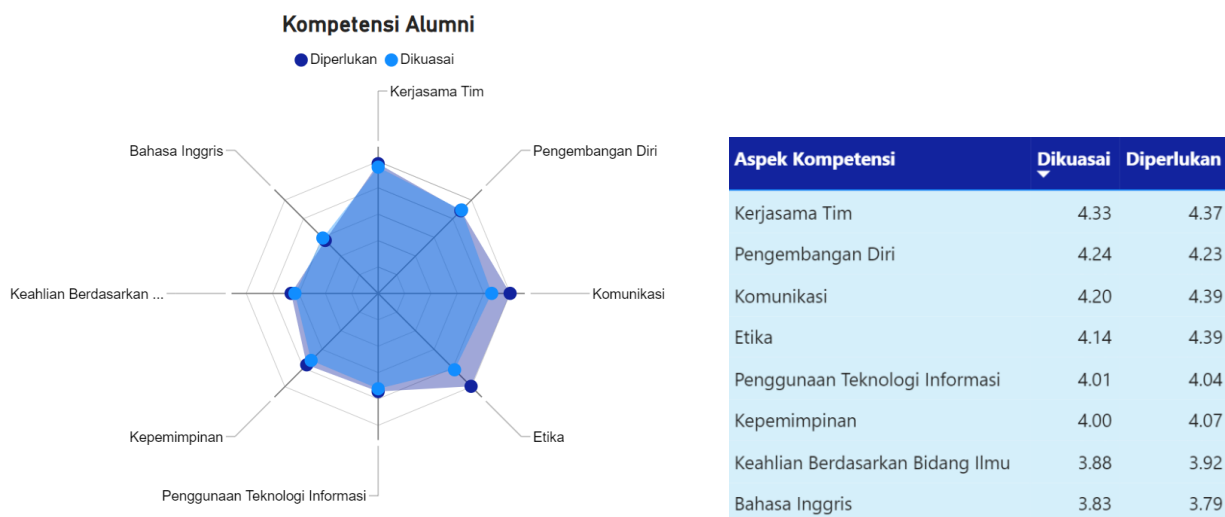 Kompetensi Alumni
Diperlukan Dikuasai
Kerjasama Tim
Bahasa Inggris
Pengembangan Diri
Keahlian Berdasarkan ...
Komunikasi
Kepemimpinan
Etika
Penggunaan Teknologi Informasi
Aspek Kompetensi Dikuasai Diperlukan
Kerjasama Tim 4.33 4.37
Pengembangan Diri 4.24 4.23
Komunikasi 4.20 4.39
Etika 4.14 4.39
Penggunaan Teknologi Informasi 4.01 4.04
Kepemimpinan 4.00 4.07
Keahlian Berdasarkan Bidang Ilmu 3.88 3.92
Bahasa Inggris 3.83 3.79